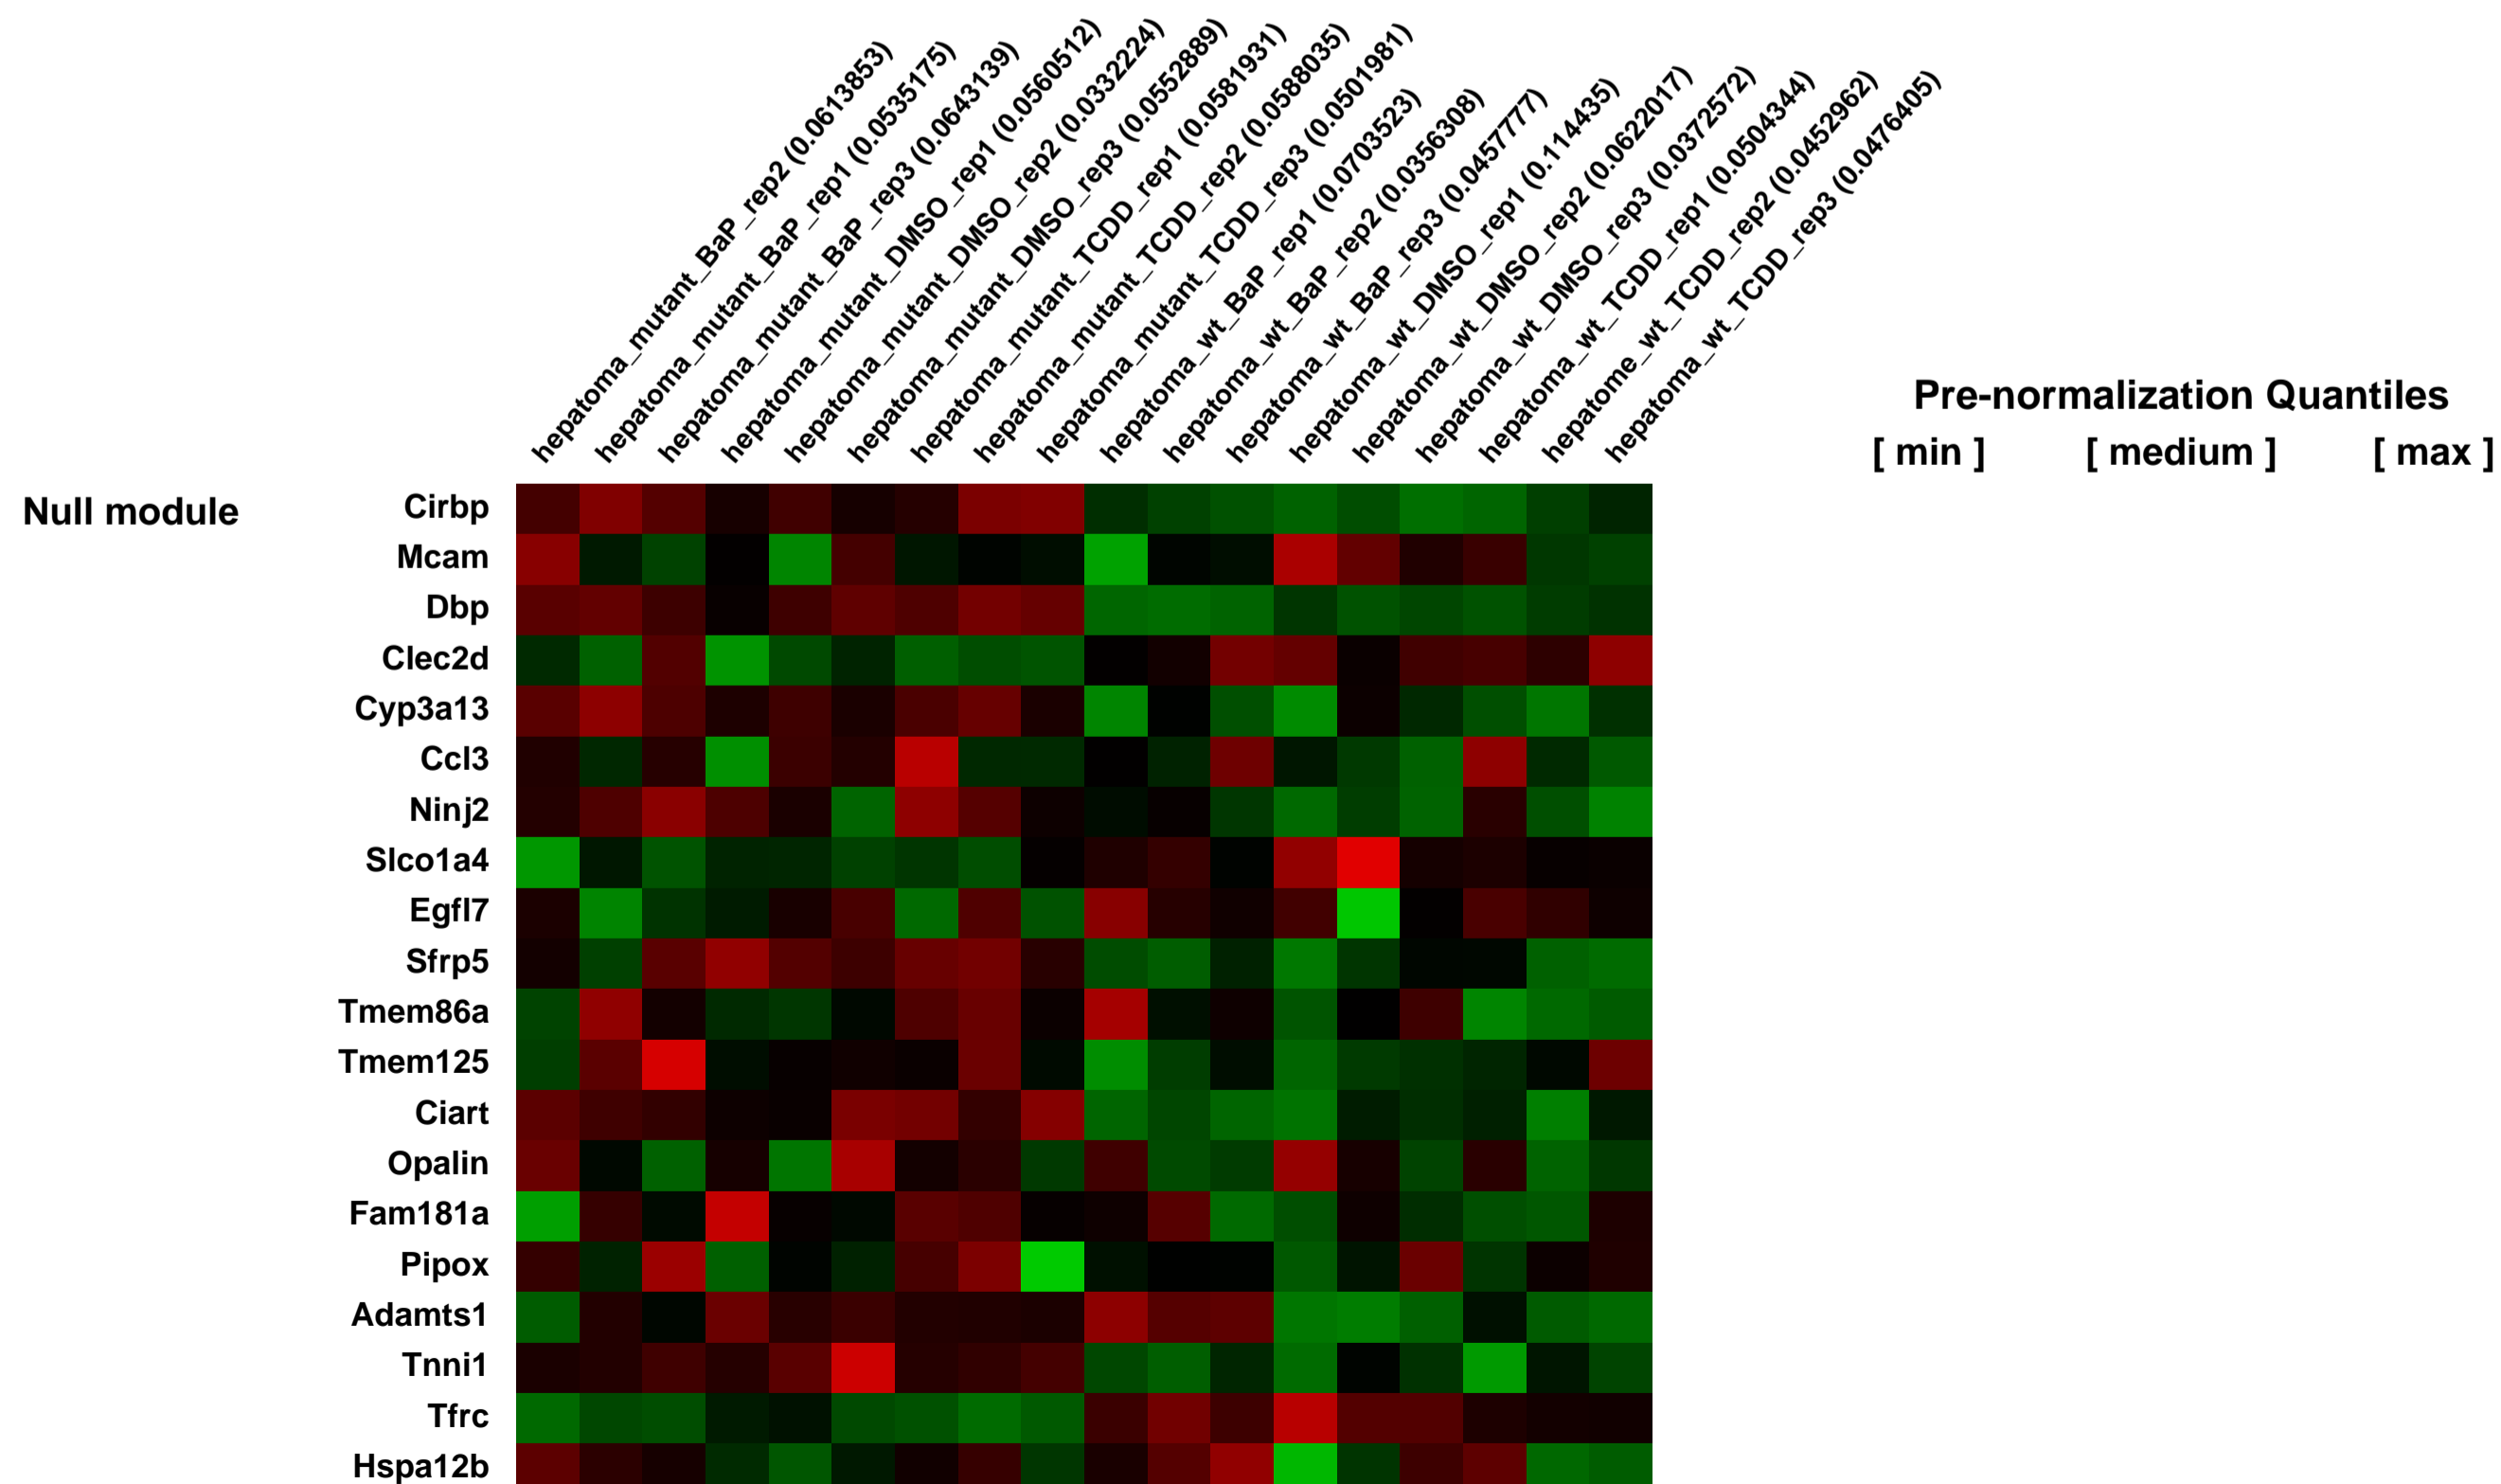 hepatoma_mutant_BaP_rep2 (0.0613853)
hepatoma_mutant_BaP_rep1 (0.0535175)
hepatoma_mutant_BaP_rep3 (0.0643139)
hepatoma_mutant_DMSO_rep1 (0.0560512)
hepatoma_mutant_DMSO_rep2 (0.0332224)
hepatoma_mutant_DMSO_rep3 (0.0552889)
hepatoma_mutant_TCDD_rep1 (0.0581931)
hepatoma_mutant_TCDD_rep2 (0.0588035)
hepatoma_mutant_TCDD_rep3 (0.0501981)
hepatoma_wt_BaP_rep1 (0.0703523)
hepatoma_wt_BaP_rep2 (0.0356308)
hepatoma_wt_BaP_rep3 (0.0457777)
hepatoma_wt_DMSO_rep1 (0.114435)
hepatoma_wt_DMSO_rep2 (0.0622017)
hepatoma_wt_DMSO_rep3 (0.0372572)
hepatoma_wt_TCDD_rep1 (0.0504344)
hepatome_wt_TCDD_rep2 (0.0452962)
hepatoma_wt_TCDD_rep3 (0.0476405)
Pre-normalization Quantiles
[ min ] [ medium ] [ max ]
Null module
Cirbp
Mcam
Dbp
Clec2d
Cyp3a13
Ccl3
Ninj2
Slco1a4
Egfl7
Sfrp5
Tmem86a
Tmem125
Ciart
Opalin
Fam181a
Pipox
Adamts1
Tnni1
Tfrc
Hspa12b